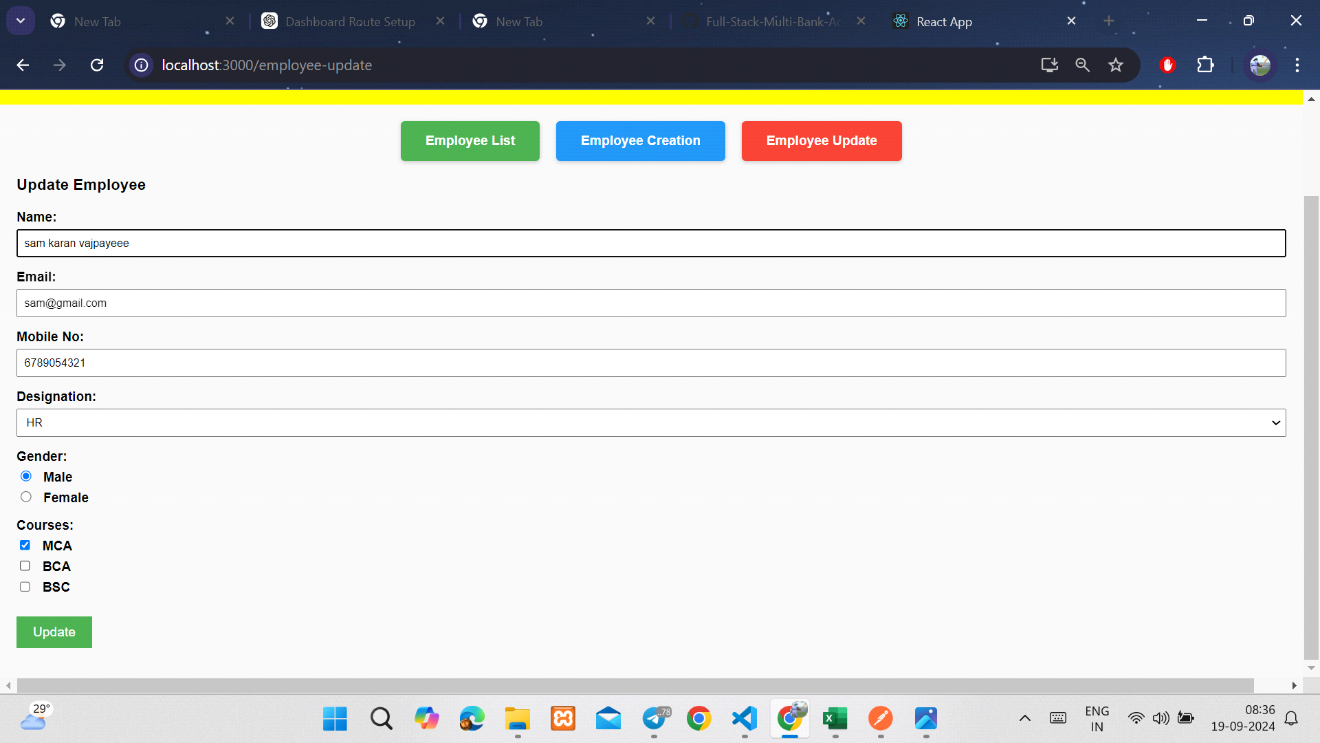 New Tab
Dashboard Route Setup
New Tab
Full-Stack-Multi-Bank-A
React App
localhost:3000/employee-update
Employee List
Employee Creation
Employee Update
Update Employee
Name:
sam karan vajpayeee
Email:
sam@gmail.com
Mobile No:
6789054321
Designation:
HR
Gender:
Male
Female
Courses:
MCA
BCA
BSC
Update
29°
..78
ENG
IN
08:36
19-09-2024